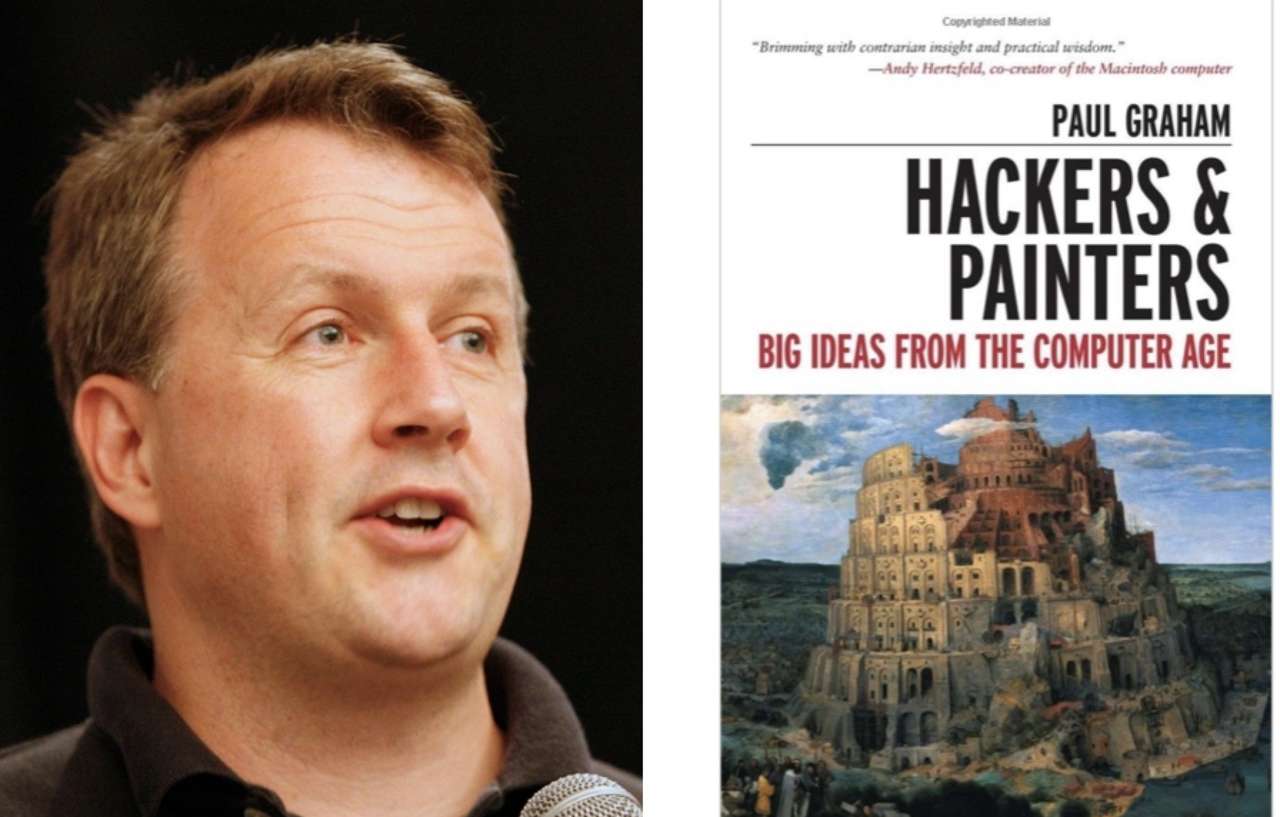 Copyrighted Material
“Brimming with contrarian insight and practical wisdom.”
—Andy Hertzfeld, co-creator of the Macintosh computer
PAUL GRAHAM
HACKERS &
PAINTERS
BIG IDEAS FROM THE COMPUTER AGE